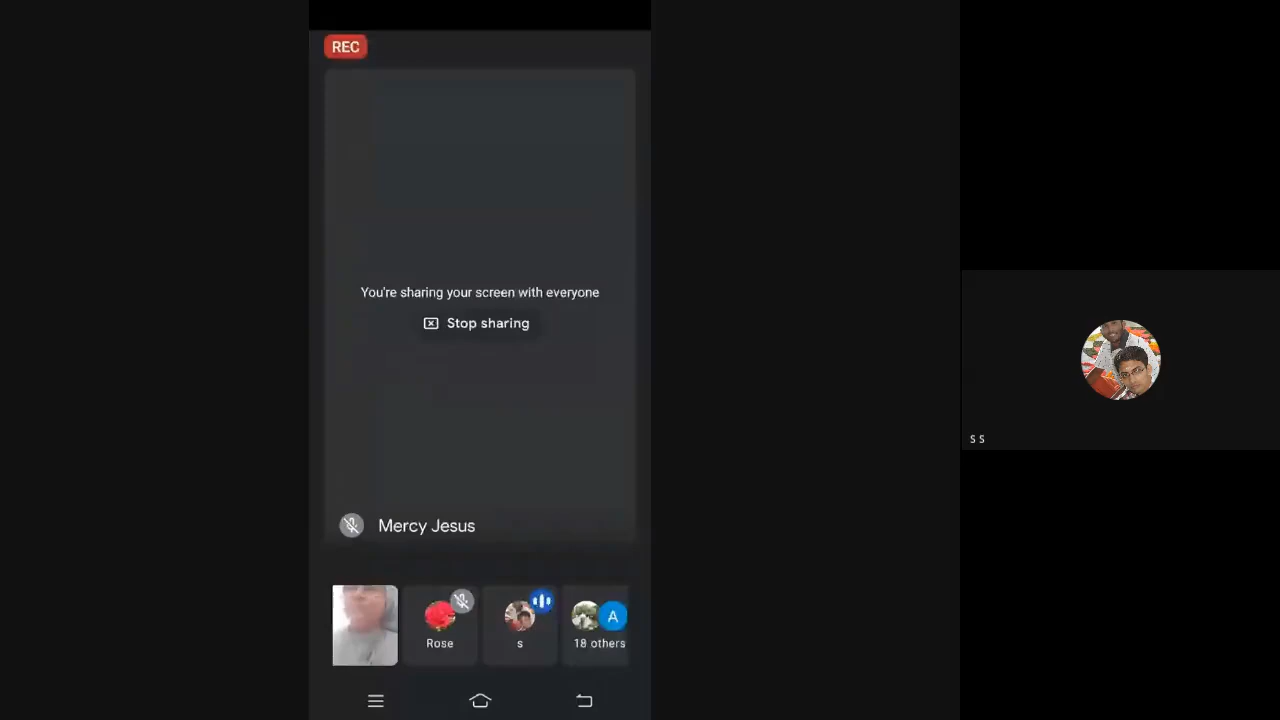 REC
You're sharing your screen with everyone
Stop sharing
Mercy Jesus
A
Rose
s
18 others
S S